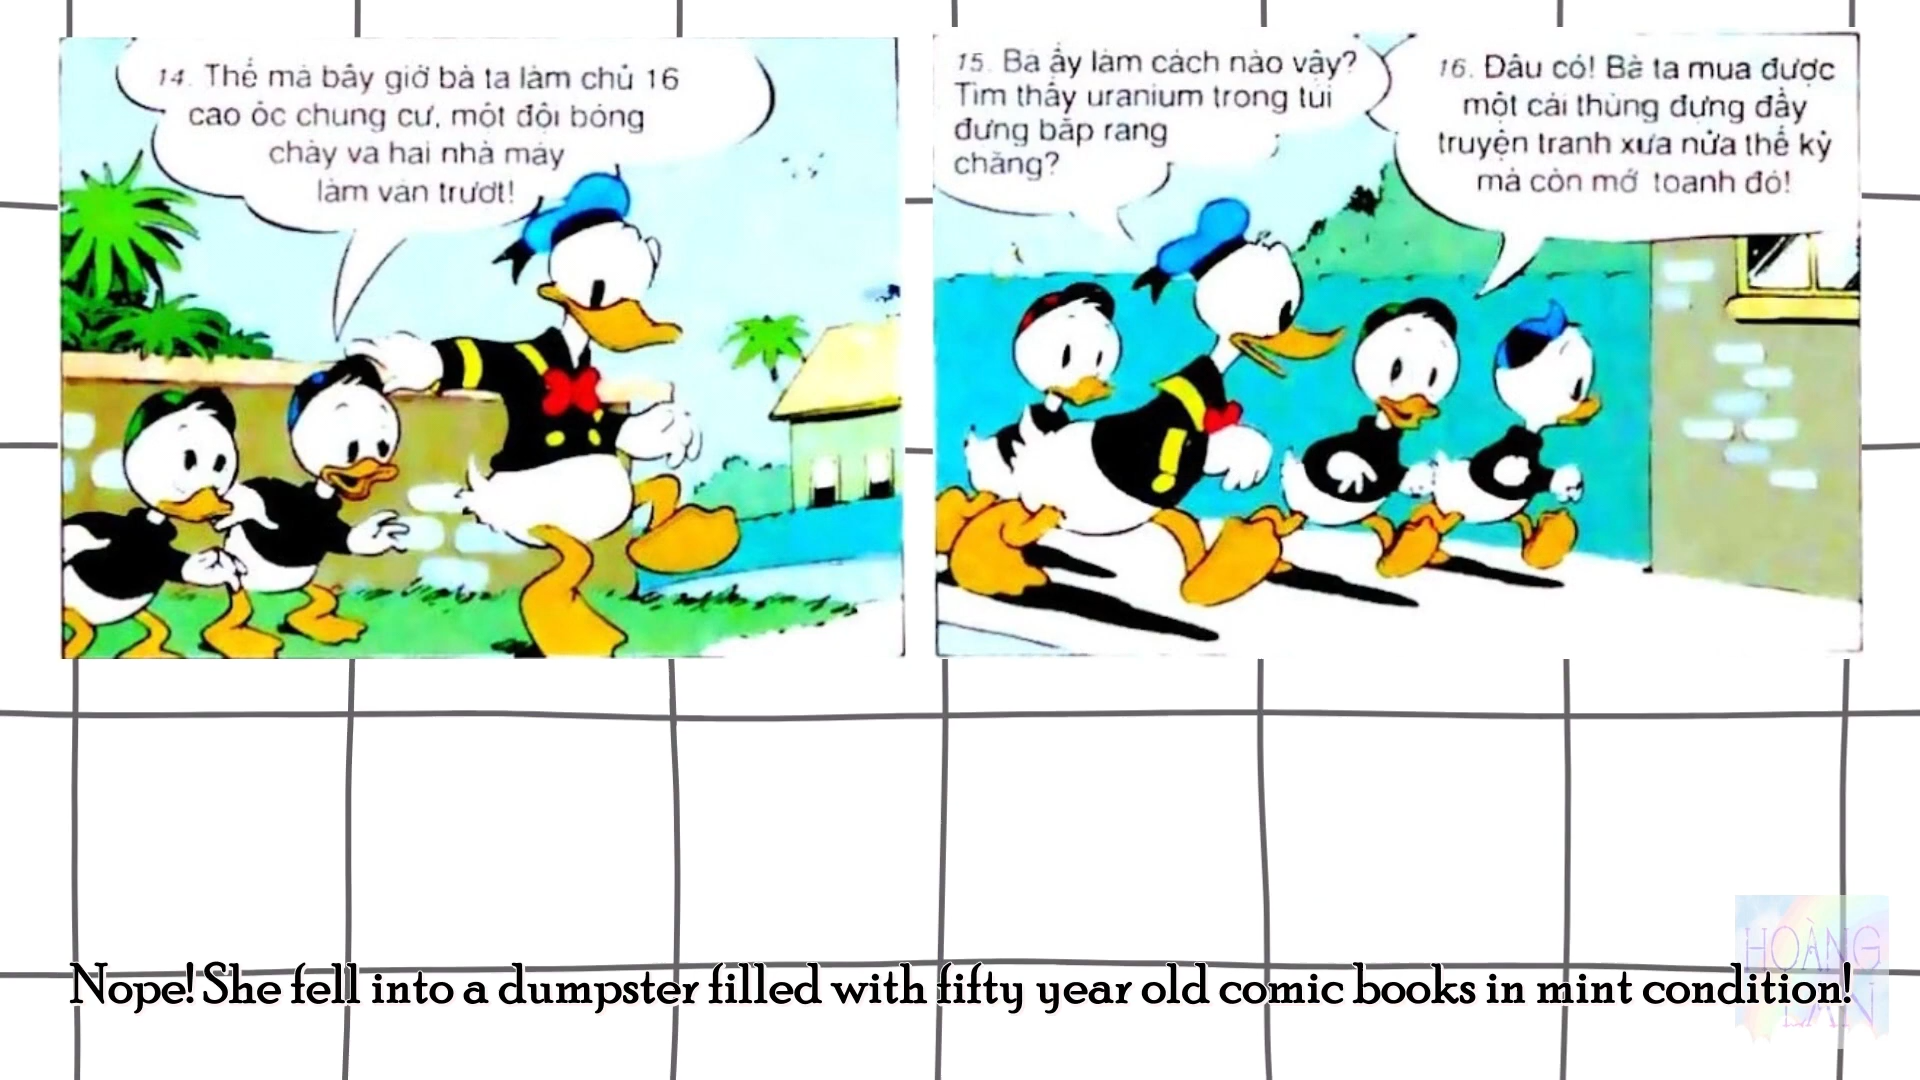 14. Thế mà bây giờ bà ta làm chủ 16
cao ốc chung cư, một đội bóng
chày và hai nhà máy
làm ván trượt!
15. Bà ấy làm cách nào vậy?
Tìm thấy uranium trong túi
đựng bắp rang
chăng?
16. Đâu có! Bà ta mua được
một cái thùng đựng đầy
truyện tranh xưa nửa thế kỷ
mà còn mớ toanh đó!
Nope! She fell into a dumpster filled with fifty year old comic books in mint condition!
HOÀNG
LAN